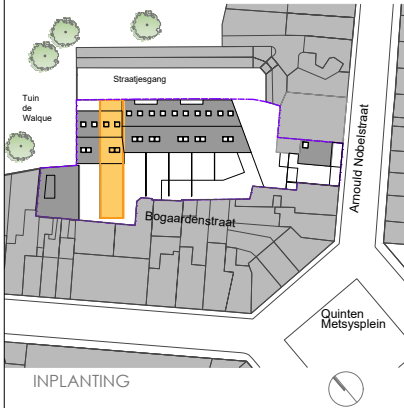 Straatjesgang
Tuin
de
Walque
Arnould Nobelstraat
Bogaardenstraat
Quinten
Metsysplein
INPLANTING